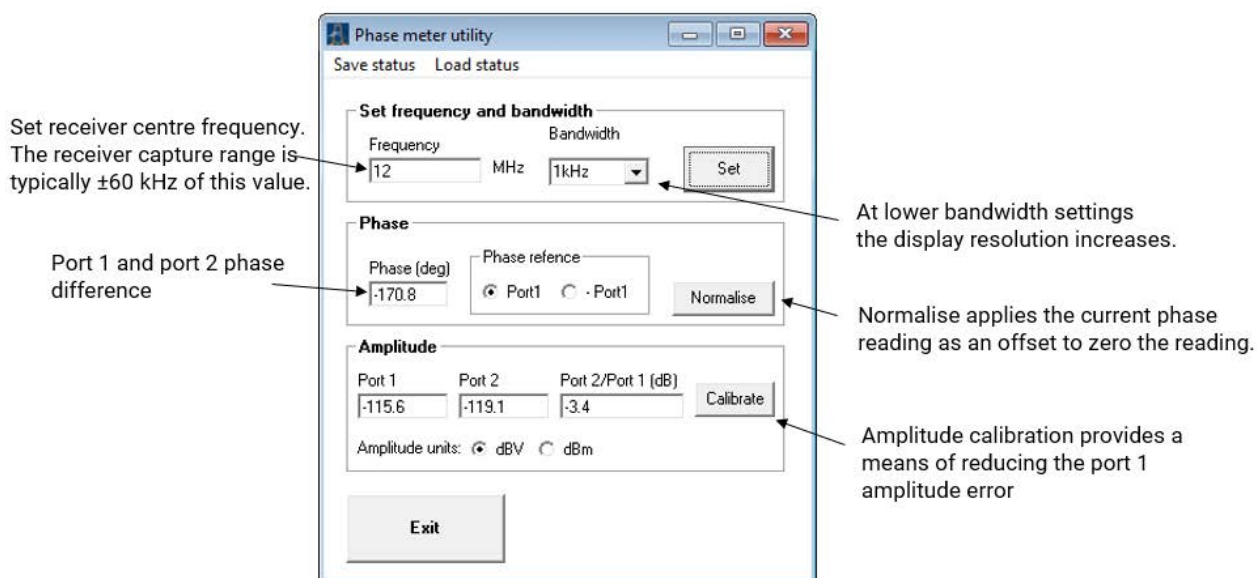 Phase meter utility
Save status Load status
Set frequency and bandwidth
Set receiver centre frequency.
The receiver capture range is
typically ±60 kHz of this value.
Frequency
12
MHz
Bandwidth
1kHz
Set
At lower bandwidth settings
the display resolution increases.
Phase
Port 1 and port 2 phase
difference
Phase (deg)
-170.8
Phase refence
Port1 - Port1
Normalise
Normalise applies the current phase
reading as an offset to zero the reading.
Amplitude
Port 1 Port 2 Port 2/Port 1 (dB)
-115.6 -119.1 -3.4
Calibrate
Amplitude units: dBV dBm
Amplitude calibration provides a
means of reducing the port 1
amplitude error
Exit